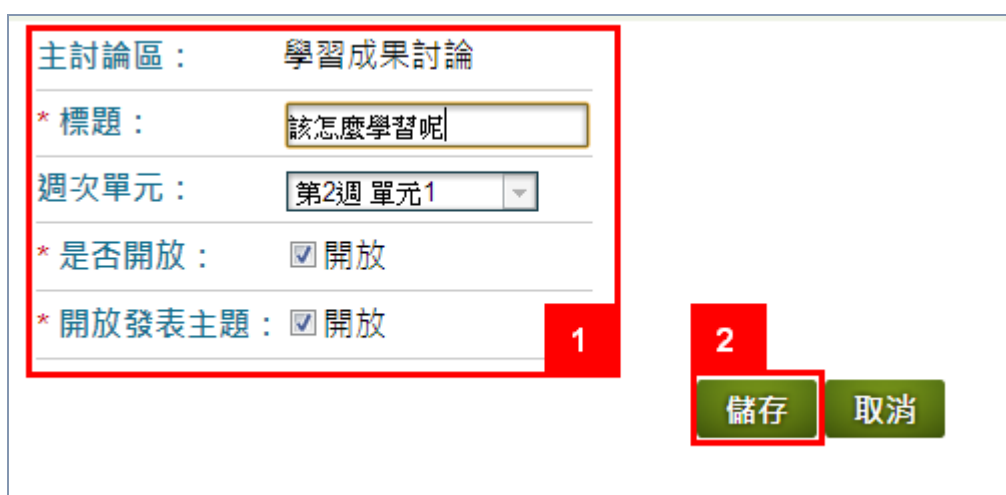 主討論區： 學習成果討論
* 標題： 該怎麼學習呢
週次單元： 第2週 單元1
* 是否開放： 開放
* 開放發表主題： 開放
1
2
儲存 取消